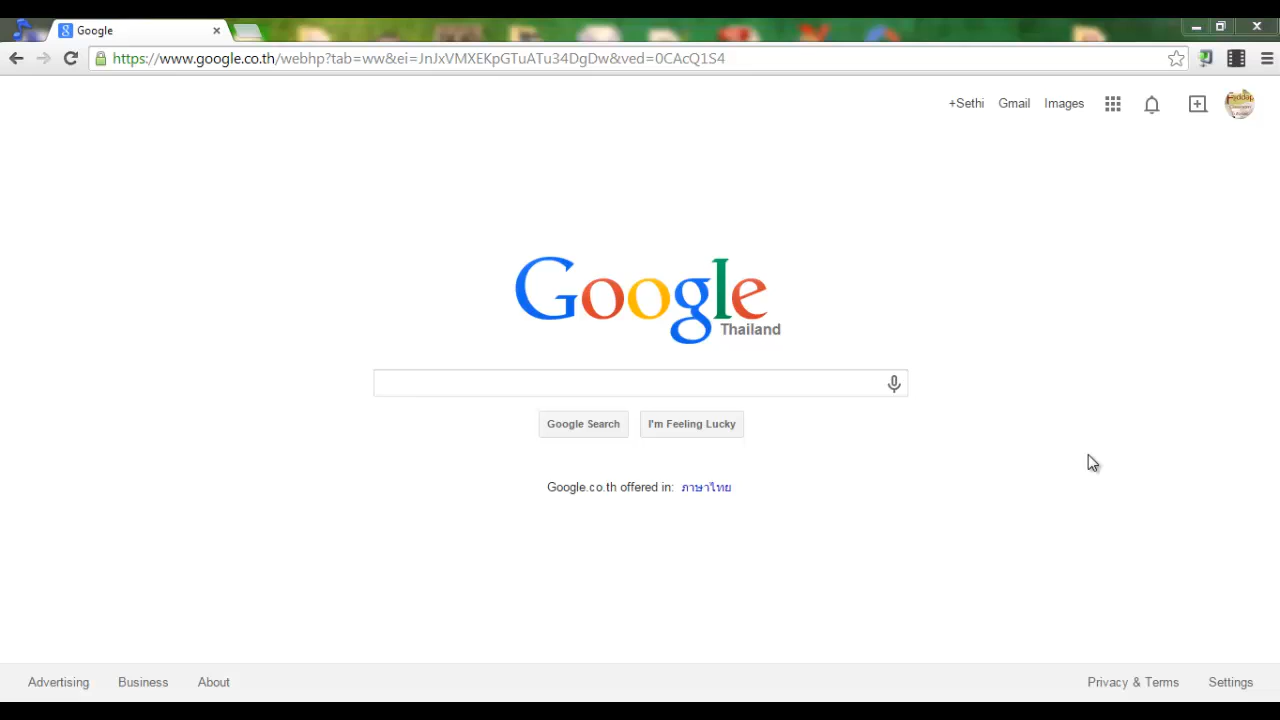 Google
https://www.google.co.th/webhp?tab=ww&ei=JnJxVMXEKpGTuATu34DgDw&ved=0CAcQ1S4
+Sethi Gmail Images
Google
Thailand
Google Search I'm Feeling Lucky
Google.co.th offered in: ภาษาไทย
Advertising Business About Privacy & Terms Settings